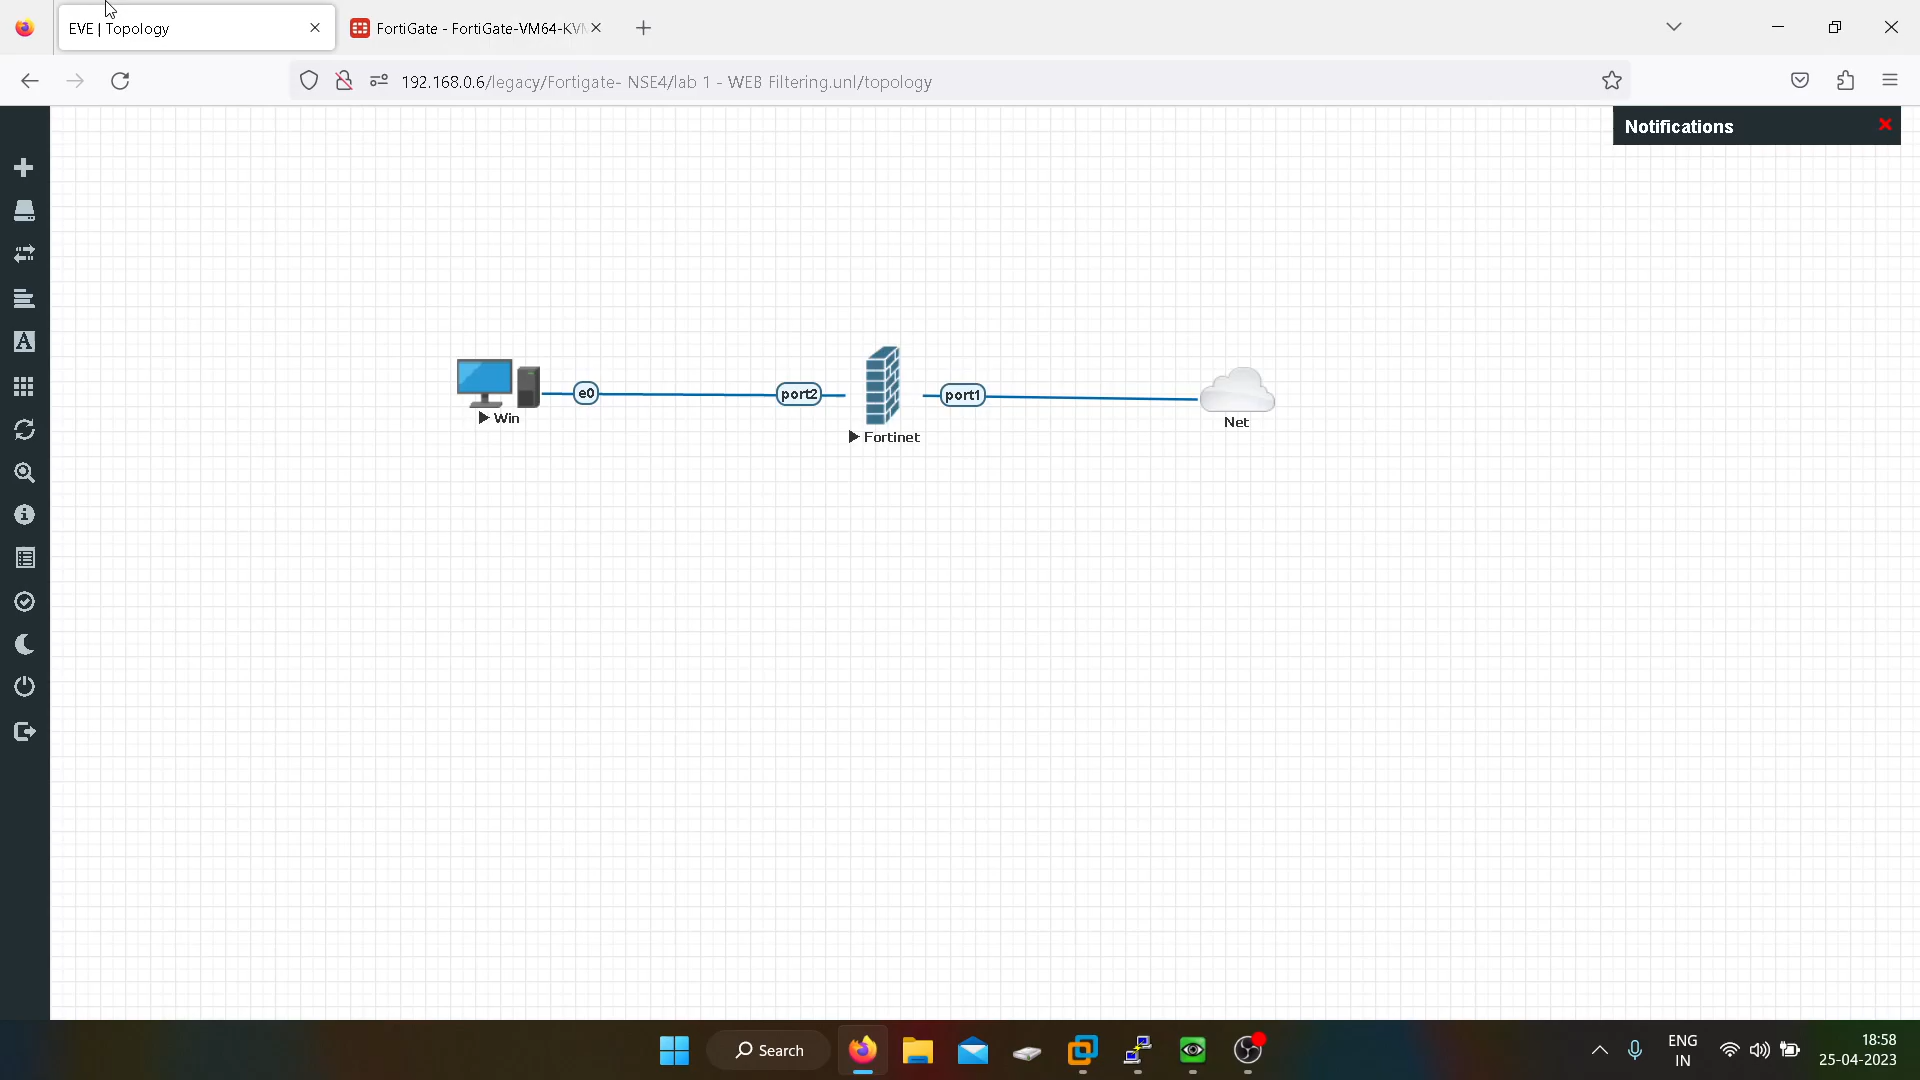 EVE | Topology
FortiGate - FortiGate-VM64-KVM
192.168.0.6/legacy/Fortigate- NSE4/lab 1 - WEB Filtering.unl/topology
Notifications
e0
port2
port1
Win
Net
Fortinet
Search
ENG
IN
18:58
25-04-2023